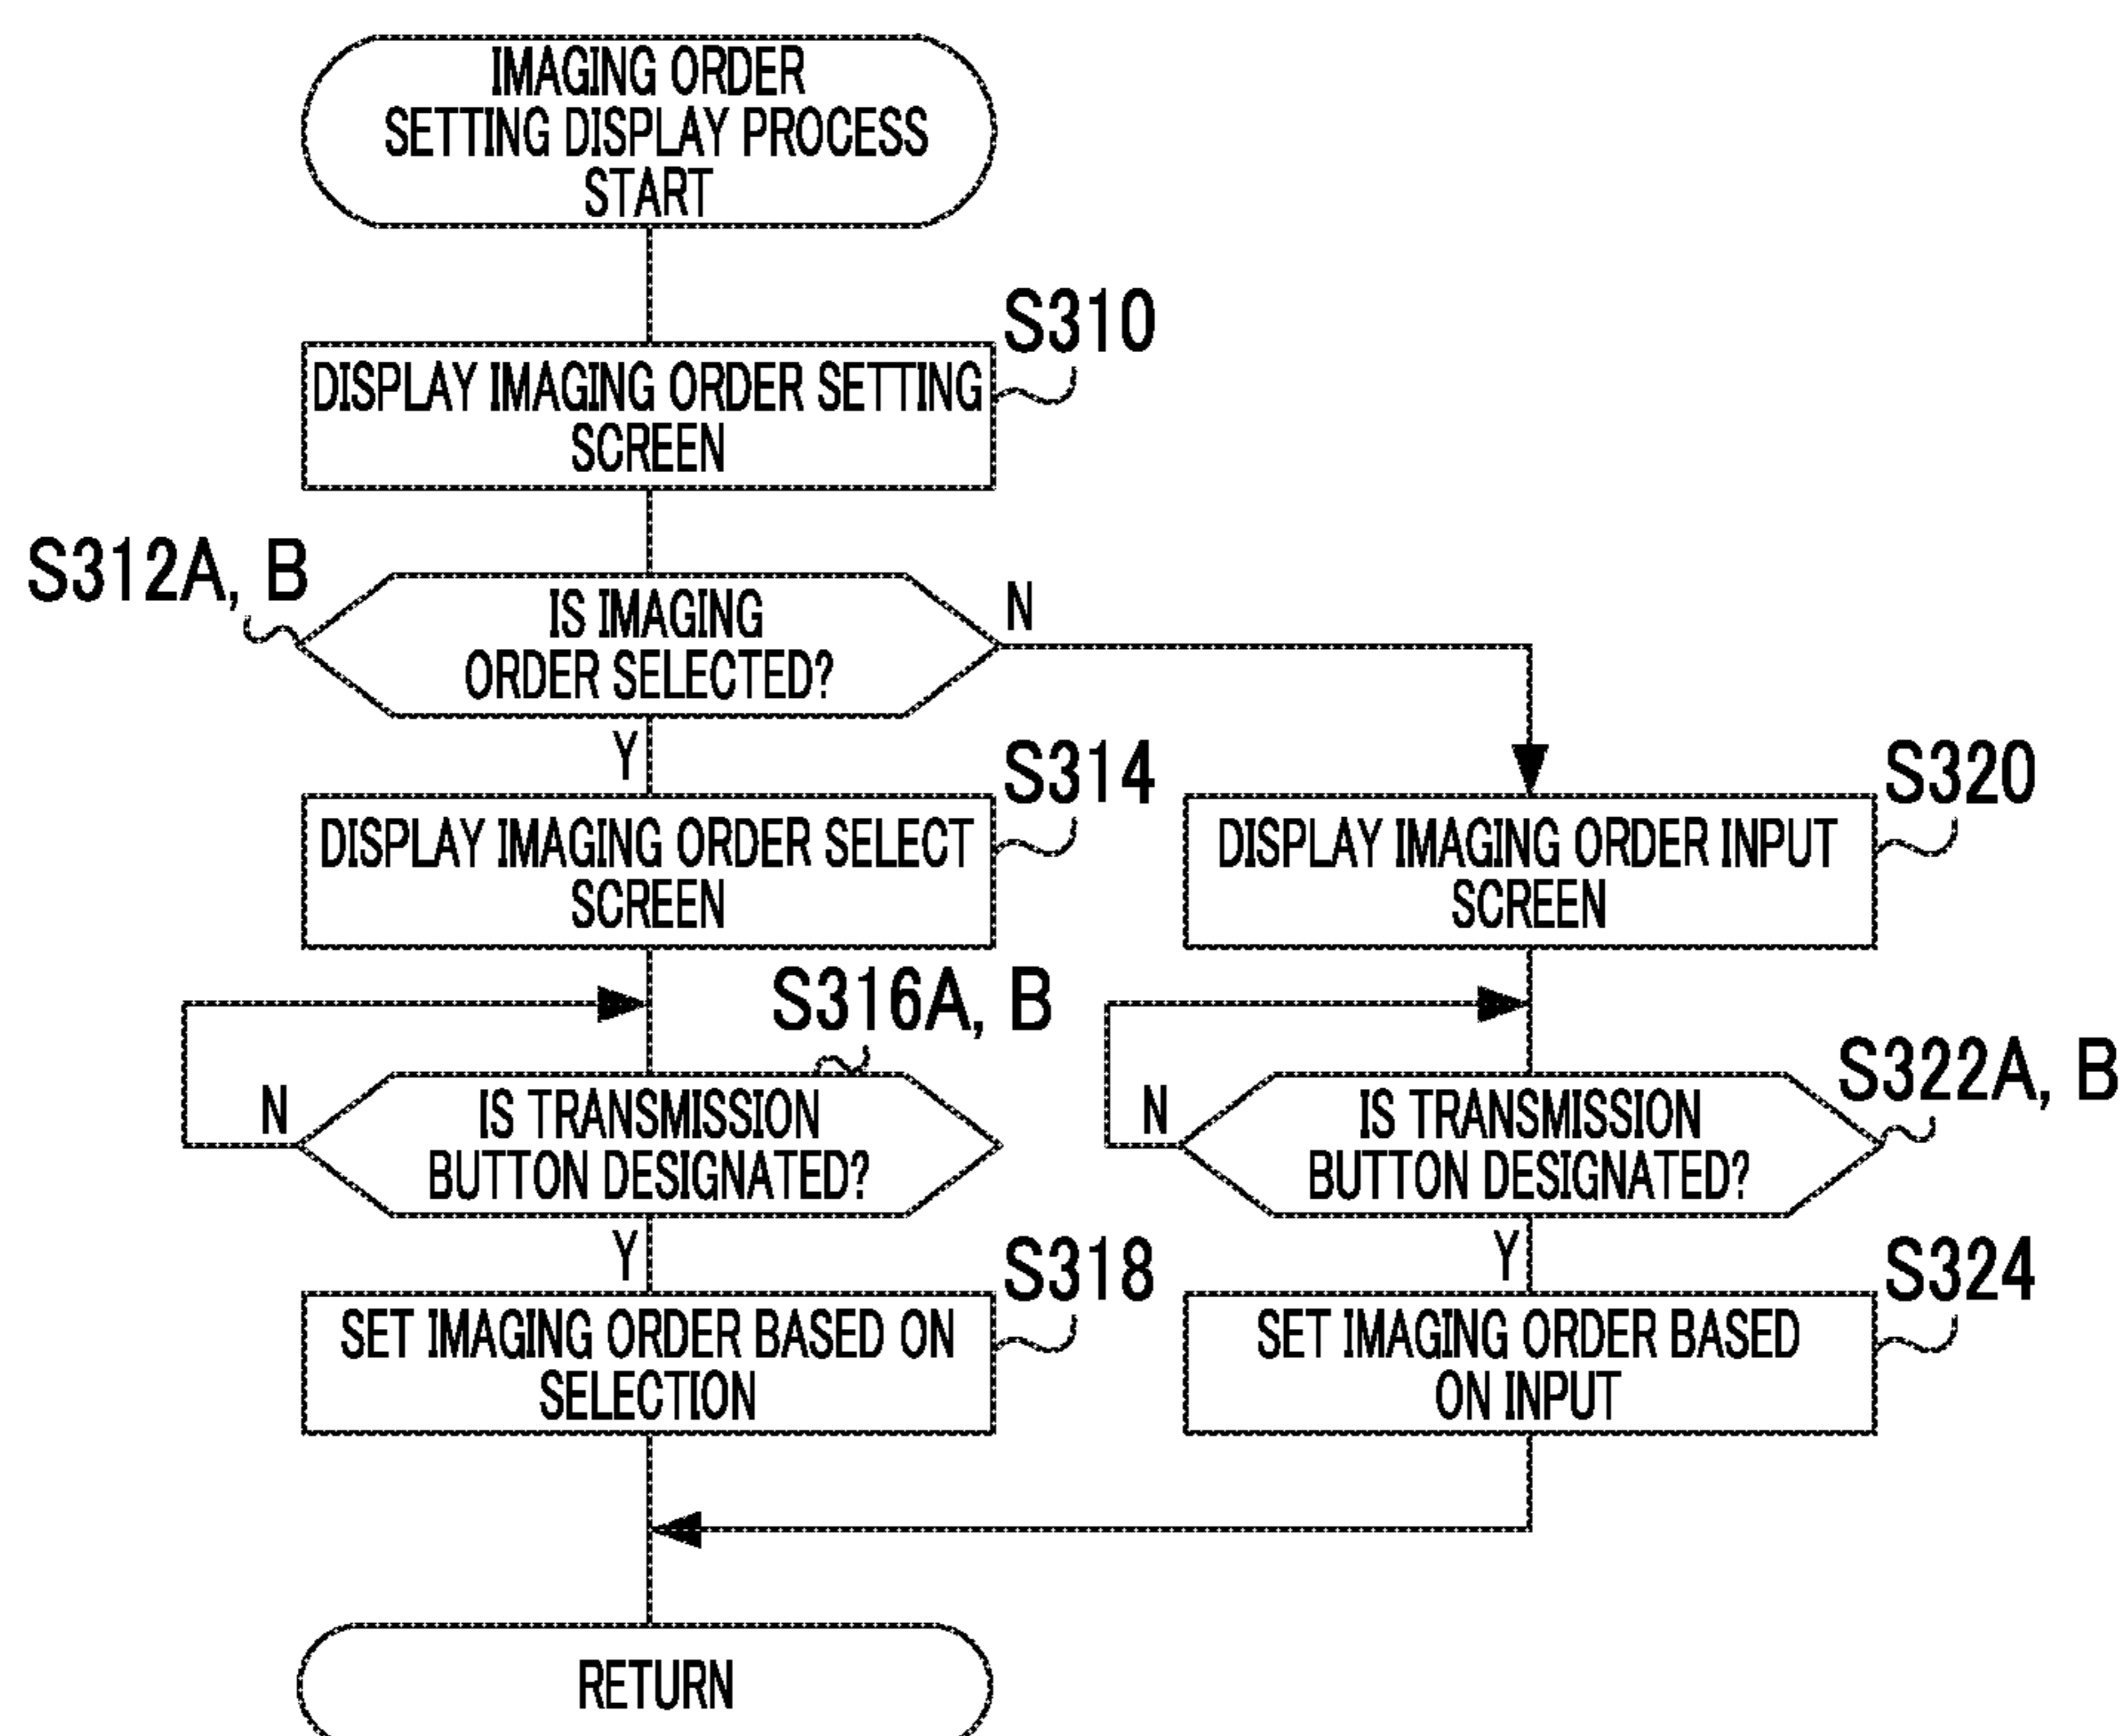 IMAGING ORDER
SETTING DISPLAY PROCESS
START
S310
DISPLAY IMAGING ORDER SETTING
SCREEN
S312A, B
IS IMAGING
ORDER SELECTED?
N
Y
S314
DISPLAY IMAGING ORDER SELECT
SCREEN
S320
DISPLAY IMAGING ORDER INPUT
SCREEN
S316A, B
N
IS TRANSMISSION
BUTTON DESIGNATED?
Y
S322A, B
N
IS TRANSMISSION
BUTTON DESIGNATED?
Y
S318
SET IMAGING ORDER BASED ON
SELECTION
S324
SET IMAGING ORDER BASED
ON INPUT
RETURN